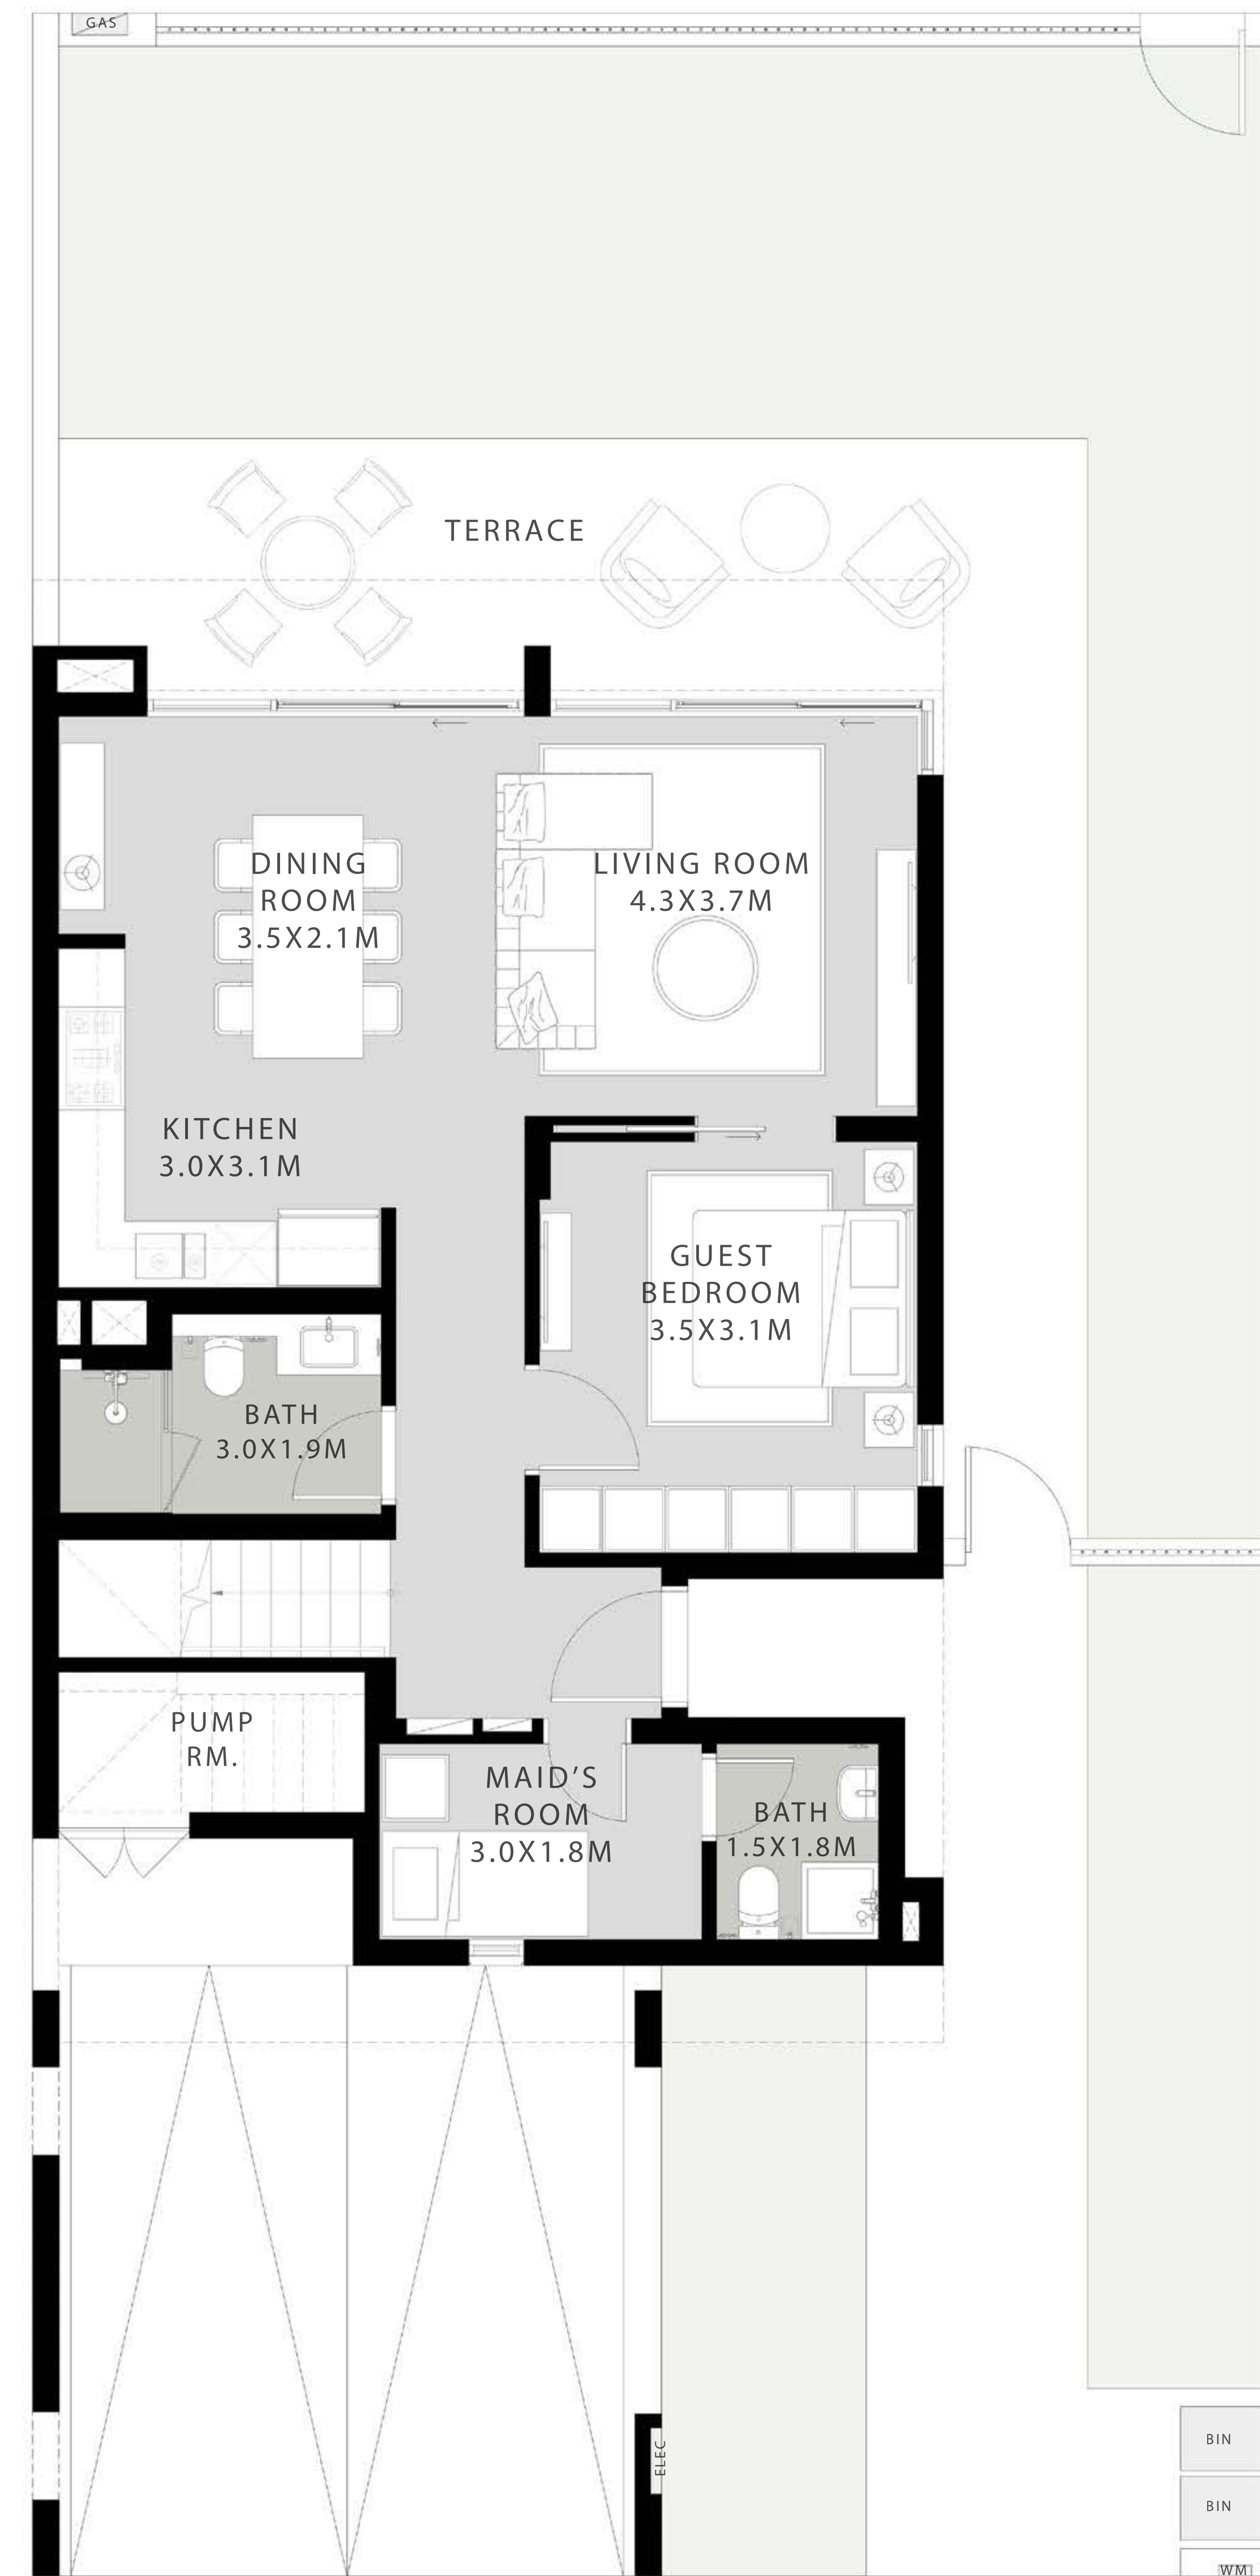 GAS
TERRACE
DINING
ROOM
3.5X2.1M
LIVING ROOM
4.3X3.7M
KITCHEN
3.0X3.1M
GUEST
BEDROOM
3.5X3.1M
BATH
3.0X1.9M
PUMP
RM.
MAID’S
ROOM
3.0X1.8M
BATH
1.5X1.8M
ELEC
BIN
BIN
WM